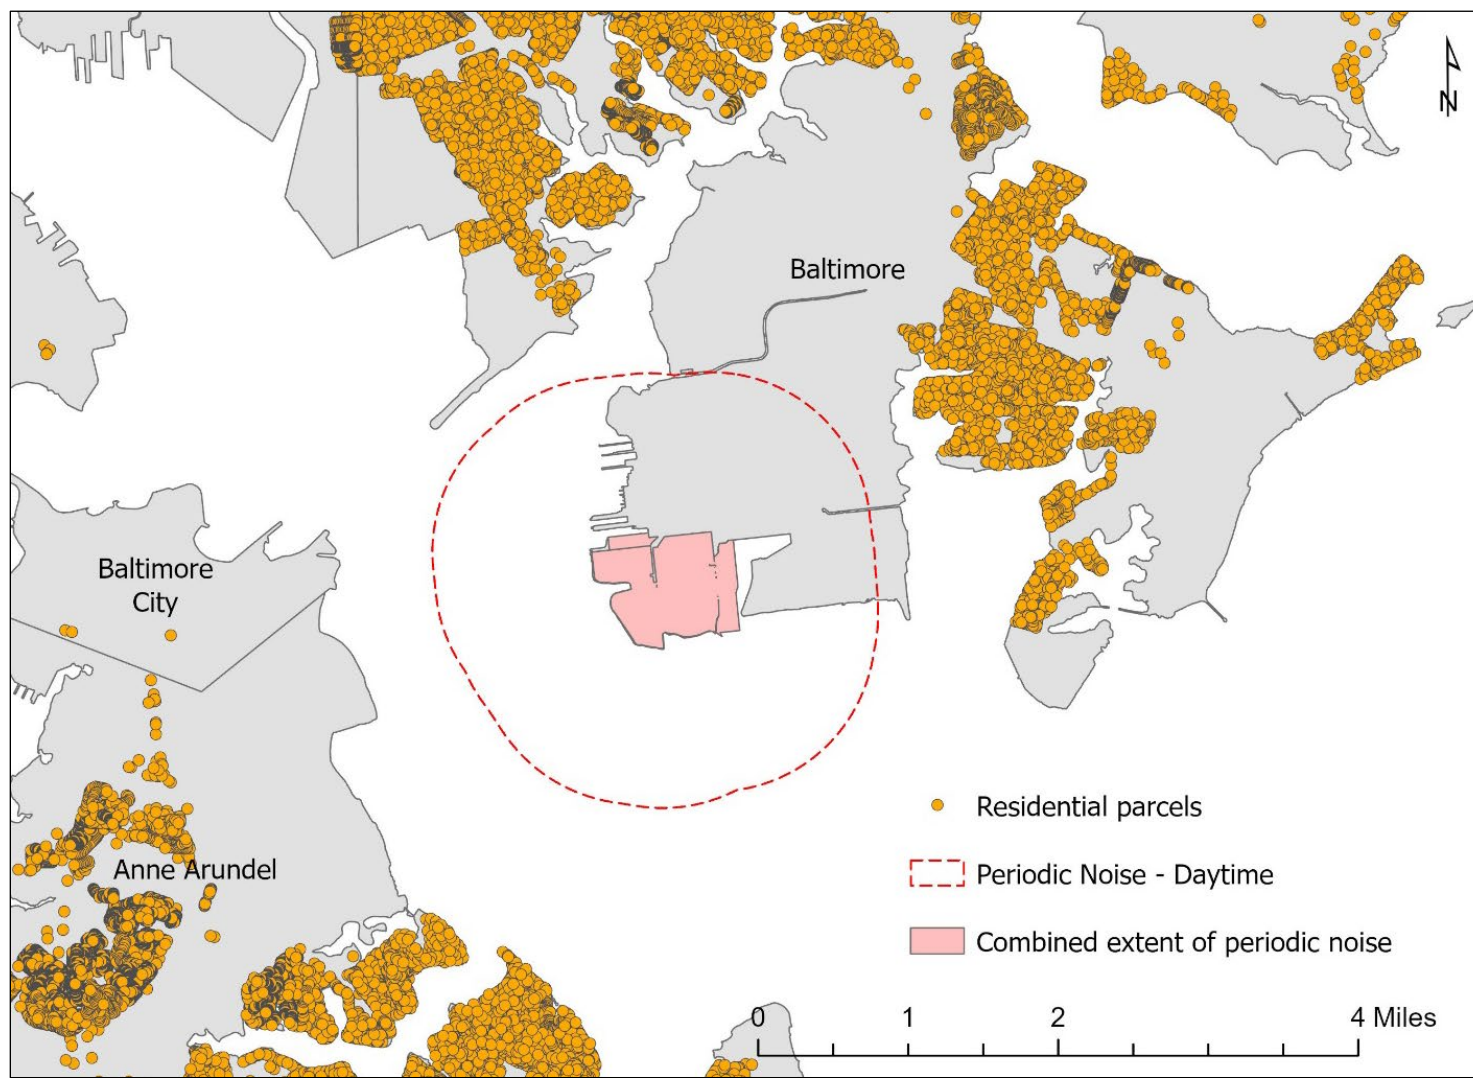 N
Baltimore
Baltimore
City
Anne Arundel
Residential parcels
Periodic Noise - Daytime
Combined extent of periodic noise
0 1 2 4 Miles